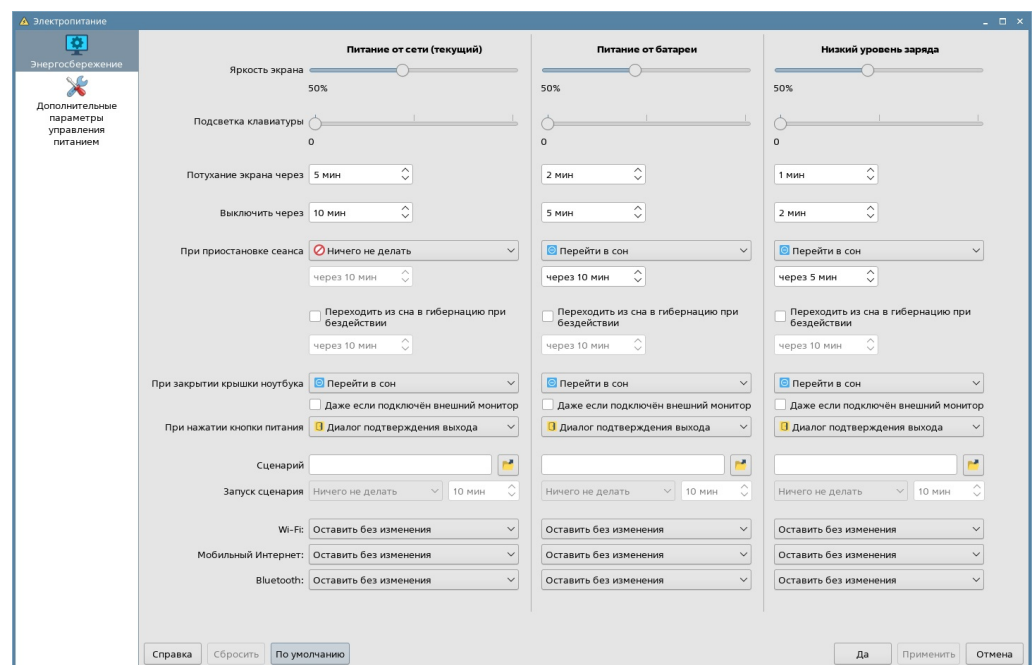 Электропитание
Энергосбережение
Дополнительные
параметры
управления
питанием
Питание от сети (текущий) Питание от батареи Низкий уровень заряда
Яркость экрана
50% 50% 50%
Подсветка клавиатуры
0 0 0
Потухание экрана через 5 мин 2 мин 1 мин
Выключить через 10 мин 5 мин 2 мин
При приостановке сеанса Ничего не делать Перейти в сон Перейти в сон
через 10 мин через 10 мин через 5 мин
Переходить из сна в гибернацию при Переходить из сна в гибернацию при Переходить из сна в гибернацию при
бездействии бездействии бездействии
через 10 мин через 10 мин через 10 мин
При закрытии крышки ноутбука Перейти в сон Перейти в сон Перейти в сон
Даже если подключён внешний монитор Даже если подключён внешний монитор Даже если подключён внешний монитор
При нажатии кнопки питания Диалог подтверждения выхода Диалог подтверждения выхода Диалог подтверждения выхода
Сценарий
Запуск сценария Ничего не делать 10 мин Ничего не делать 10 мин Ничего не делать 10 мин
Wi-Fi: Оставить без изменения Оставить без изменения Оставить без изменения
Мобильный Интернет: Оставить без изменения Оставить без изменения Оставить без изменения
Bluetooth: Оставить без изменения Оставить без изменения Оставить без изменения
Справка Сбросить По умолчанию Да Применить Отмена